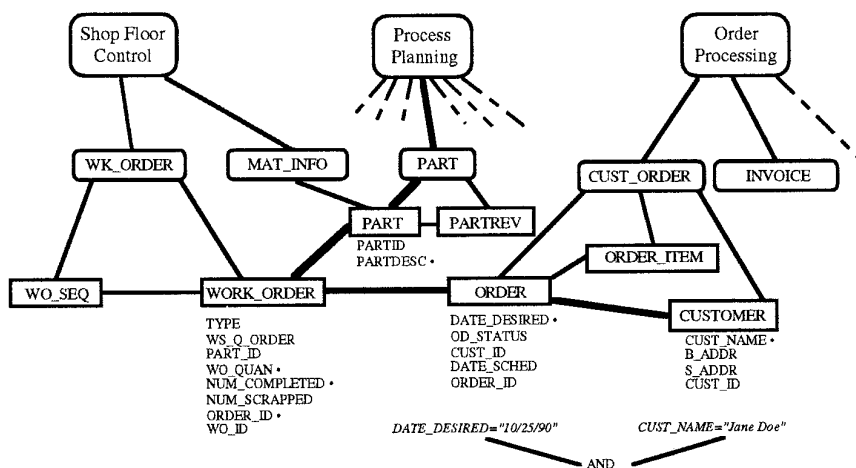 Shop Floor
Control
Process
Planning
Order
Processing
WK_ORDER
MAT_INFO
PART
CUST_ORDER
INVOICE
PART
PARTREV
PARTID
PARTDESC •
ORDER_ITEM
WO_SEQ
WORK_ORDER
ORDER
CUSTOMER
TYPE
WS_Q_ORDER
PART_ID
WO_QUAN •
NUM_COMPLETED •
NUM_SCRAPPED
ORDER_ID •
WO_ID
DATE_DESIRED •
OD_STATUS
CUST_ID
DATE_SCHED
ORDER_ID
CUST_NAME •
B_ADDR
S_ADDR
CUST_ID
DATE_DESIRED="10/25/90"
CUST_NAME="Jane Doe"
AND